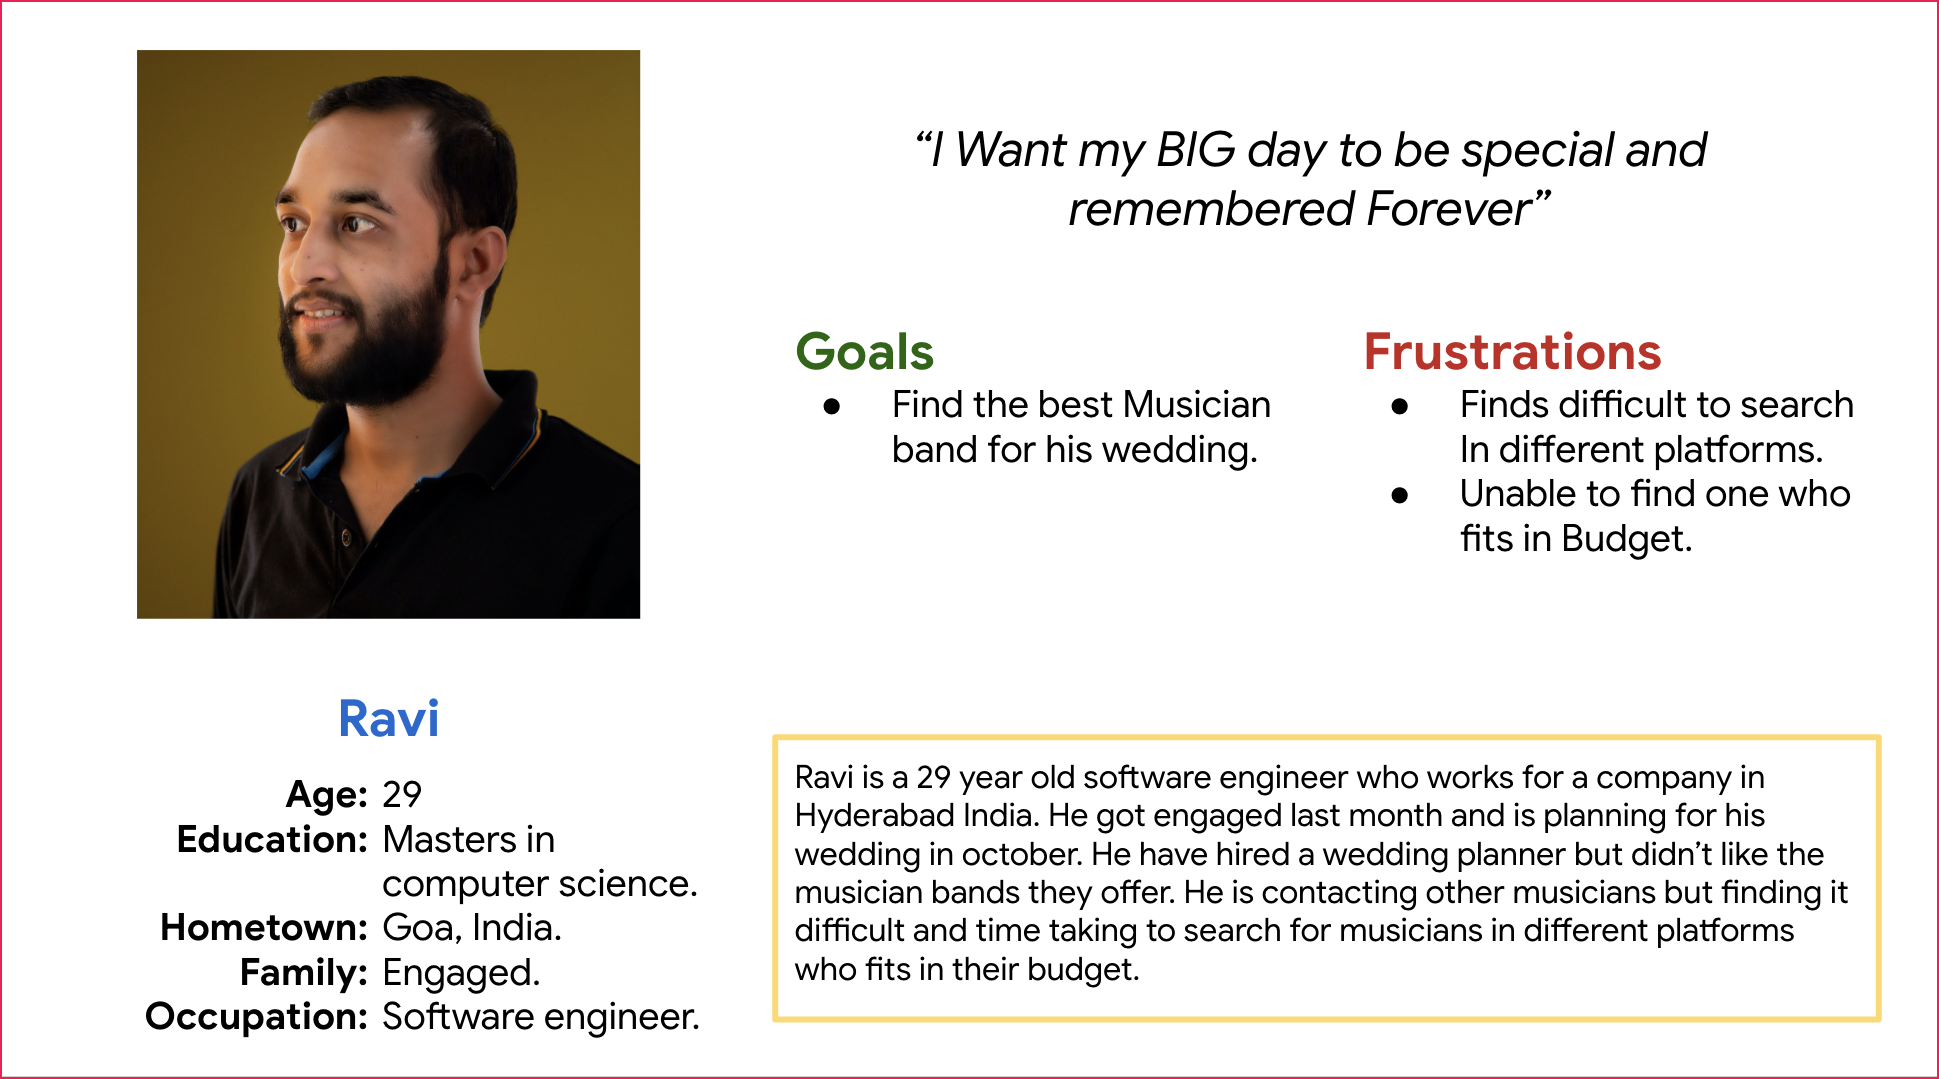 “I Want my BIG day to be special and
remembered Forever”
Goals
● Find the best Musician
band for his wedding.
Frustrations
● Finds difficult to search
In different platforms.
● Unable to find one who
fits in Budget.
Ravi
Age: 29
Education: Masters in
computer science.
Hometown: Goa, India.
Family: Engaged.
Occupation: Software engineer.
Ravi is a 29 year old software engineer who works for a company in
Hyderabad India. He got engaged last month and is planning for his
wedding in october. He have hired a wedding planner but didn’t like the
musician bands they offer. He is contacting other musicians but finding it
difficult and time taking to search for musicians in different platforms
who fits in their budget.